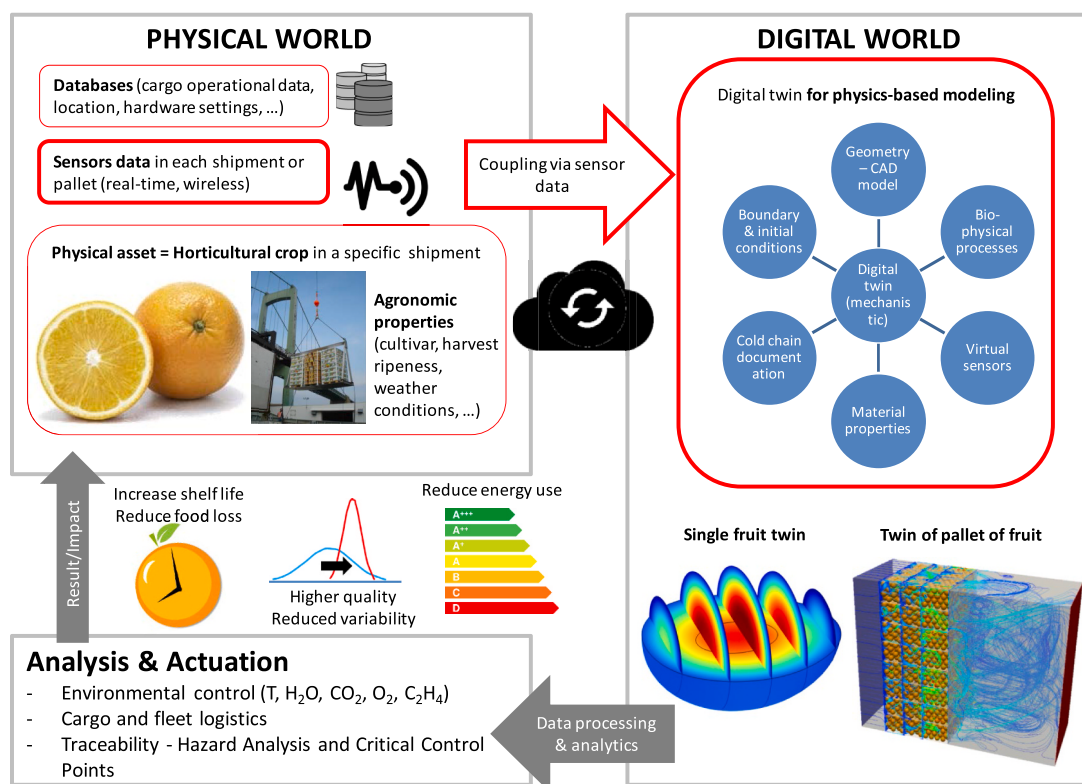 PHYSICAL WORLD
Databases (cargo operational data,
location, hardware settings, …)
Sensors data in each shipment or
pallet (real-time, wireless)
Physical asset = Horticultural crop in a specific shipment
Agronomic
properties
(cultivar, harvest
ripeness,
weather
conditions, …)
Coupling via sensor
data
DIGITAL WORLD
Digital twin for physics-based modeling
Geometry
– CAD
model
Boundary
& initial
conditions
Bio-
physical
processes
Digital
twin
(mechanis
tic)
Cold chain
document
ation
Virtual
sensors
Material
properties
Single fruit twin
Twin of pallet of fruit
Result/Impact
Increase shelf life
Reduce food loss
Higher quality
Reduced variability
Reduce energy use
A+++
A++
A+
A
B
C
D
Analysis & Actuation
- Environmental control (T, H₂O, CO₂, O₂, C₂H₄)
- Cargo and fleet logistics
- Traceability - Hazard Analysis and Critical Control
Points
Data processing
& analytics